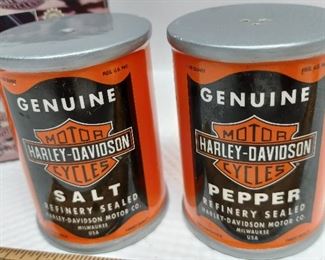 GENUINE
MOTOR
HARLEY-DAVIDSON
CYCLES
SALT
REFINERY SEALED
HARLEY-DAVIDSON MOTOR CO.
MILWAUKEE
USA
GENUINE
MOTOR
HARLEY-DAVIDSON
CYCLES
PEPPER
REFINERY SEALED
HARLEY-DAVIDSON MOTOR CO.
MILWAUKEE
USA